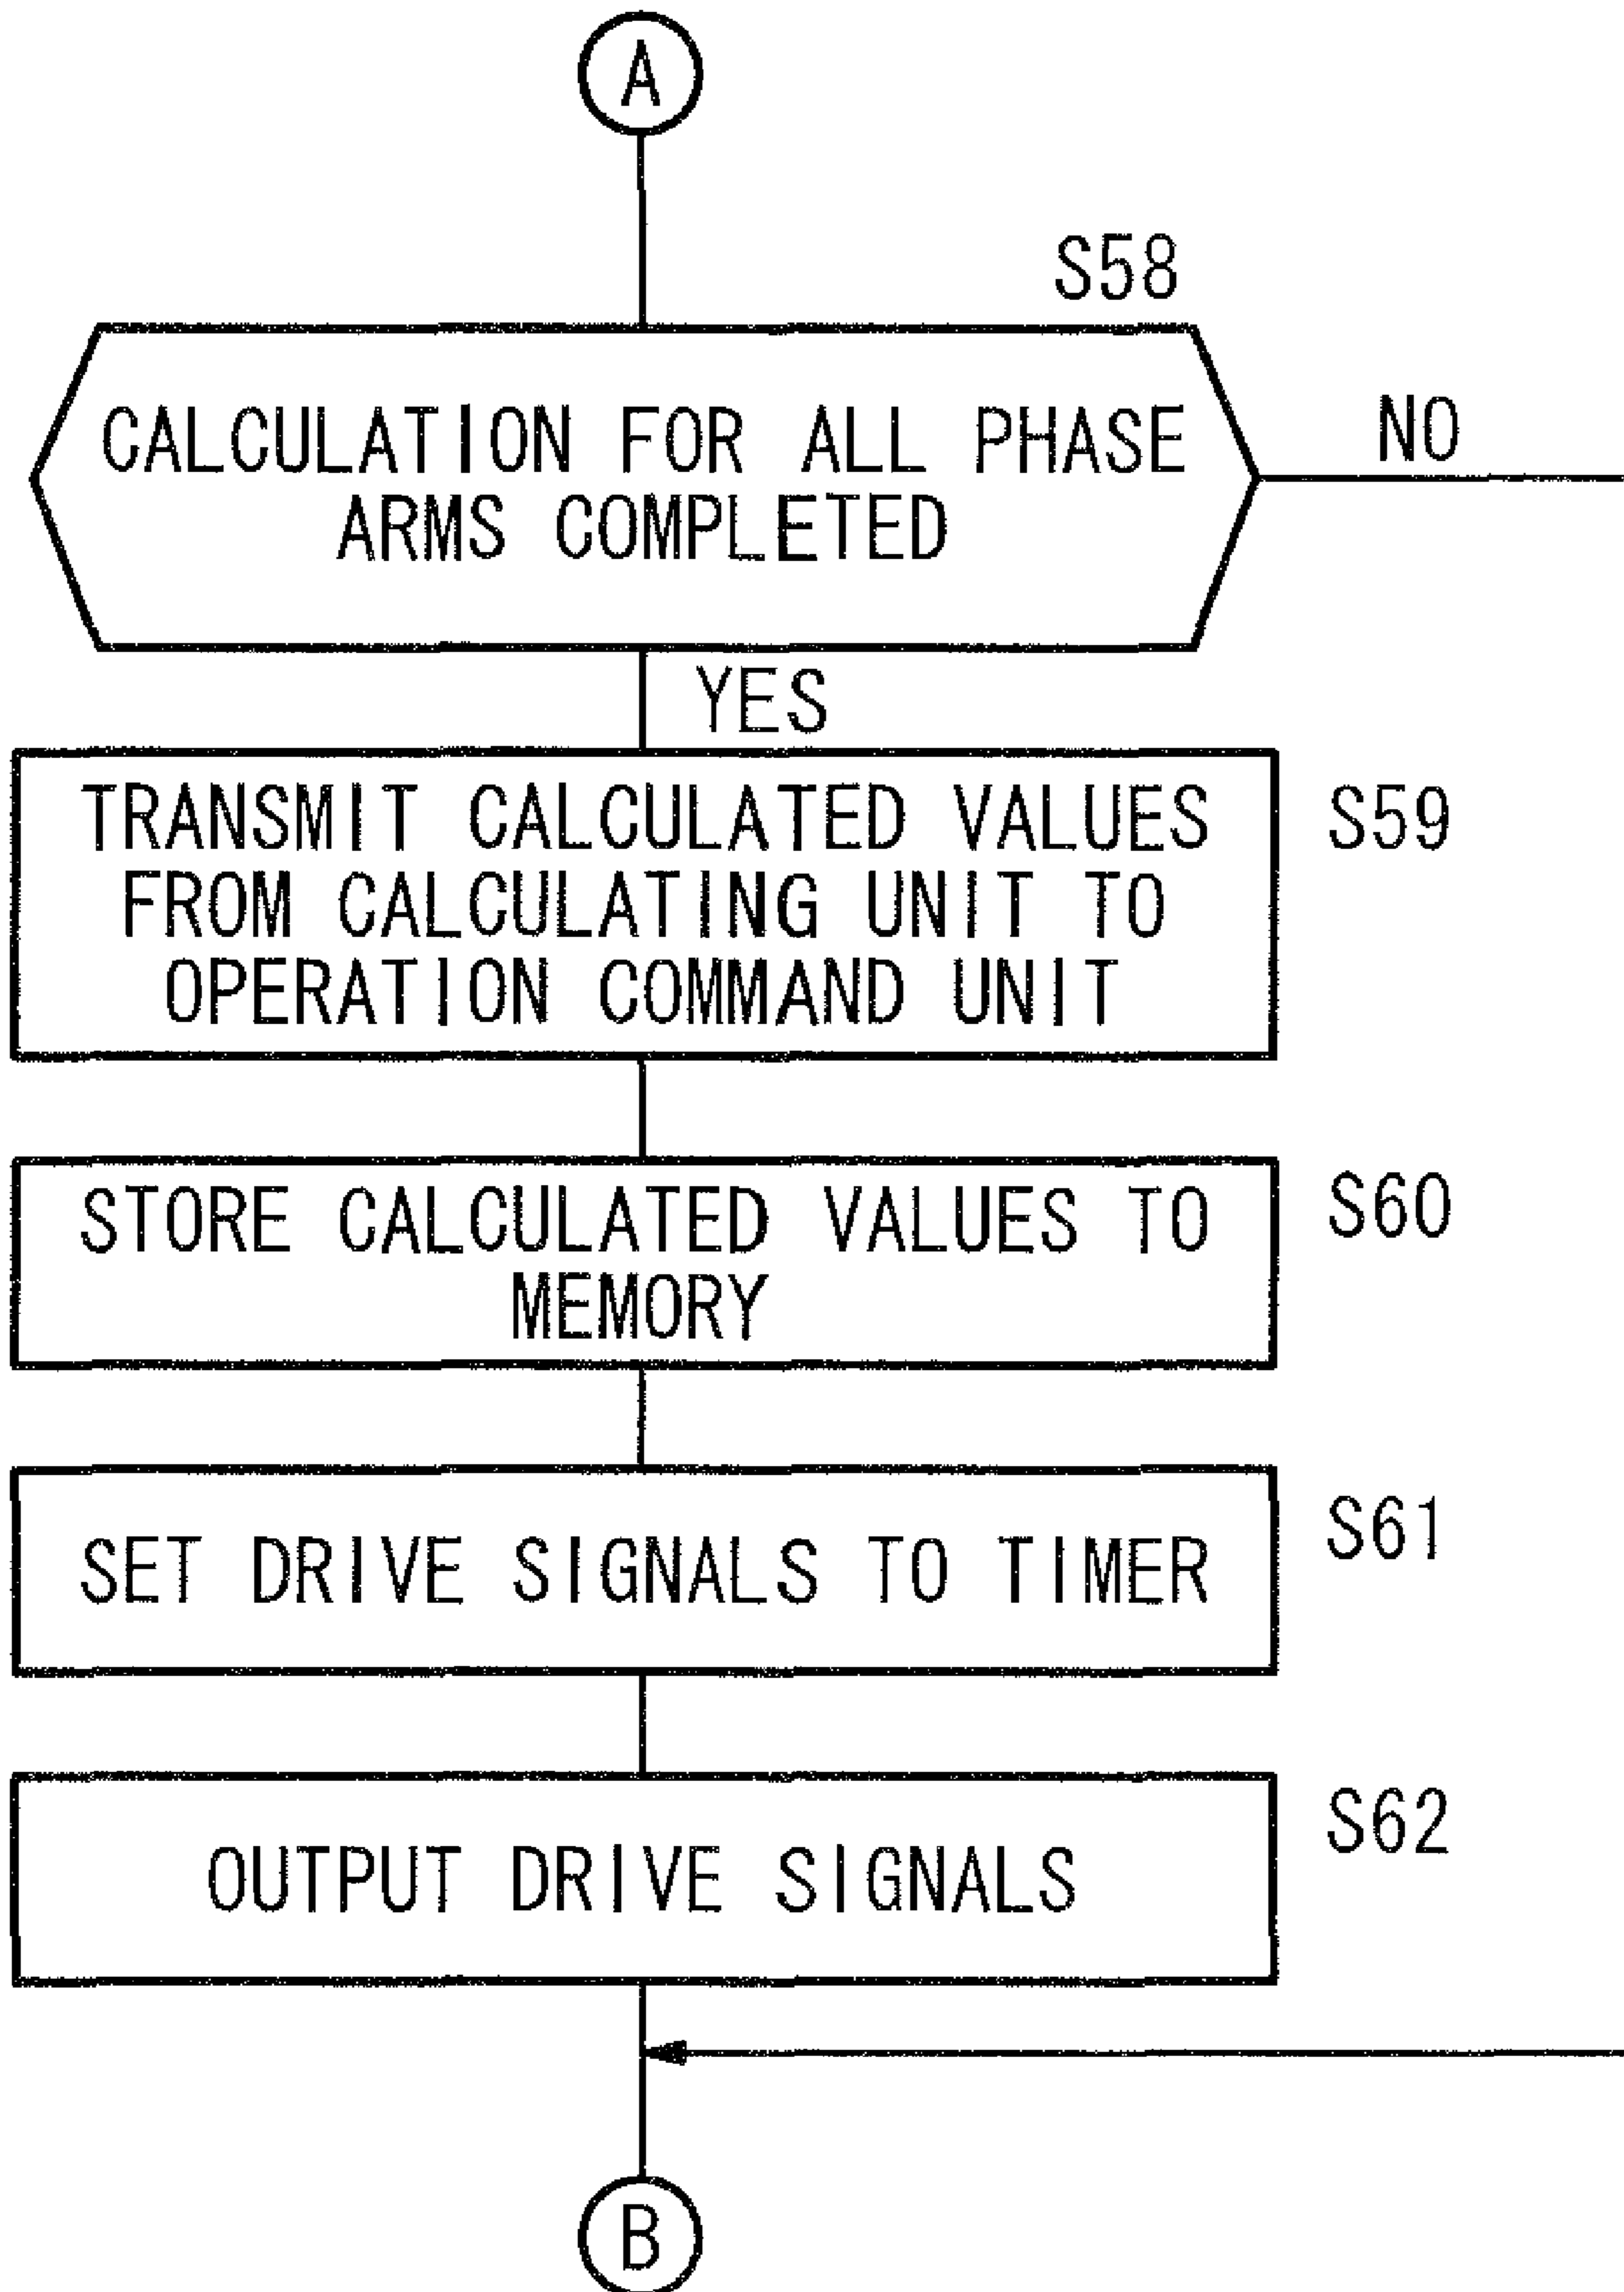 A
S58
CALCULATION FOR ALL PHASE
ARMS COMPLETED
NO
YES
TRANSMIT CALCULATED VALUES
FROM CALCULATING UNIT TO
OPERATION COMMAND UNIT
S59
STORE CALCULATED VALUES TO
MEMORY
S60
SET DRIVE SIGNALS TO TIMER
S61
OUTPUT DRIVE SIGNALS
S62
B